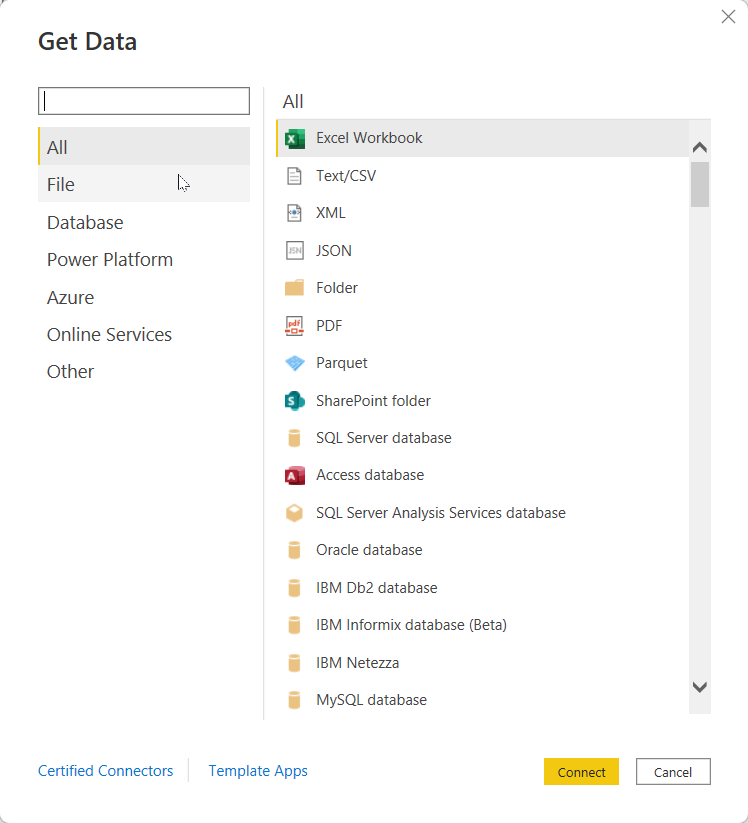 Get Data
All
File
Database
Power Platform
Azure
Online Services
Other
All
Excel Workbook
Text/CSV
XML
JSON
Folder
PDF
Parquet
SharePoint folder
SQL Server database
Access database
SQL Server Analysis Services database
Oracle database
IBM Db2 database
IBM Informix database (Beta)
IBM Netezza
MySQL database
Certified Connectors
Template Apps
Connect
Cancel